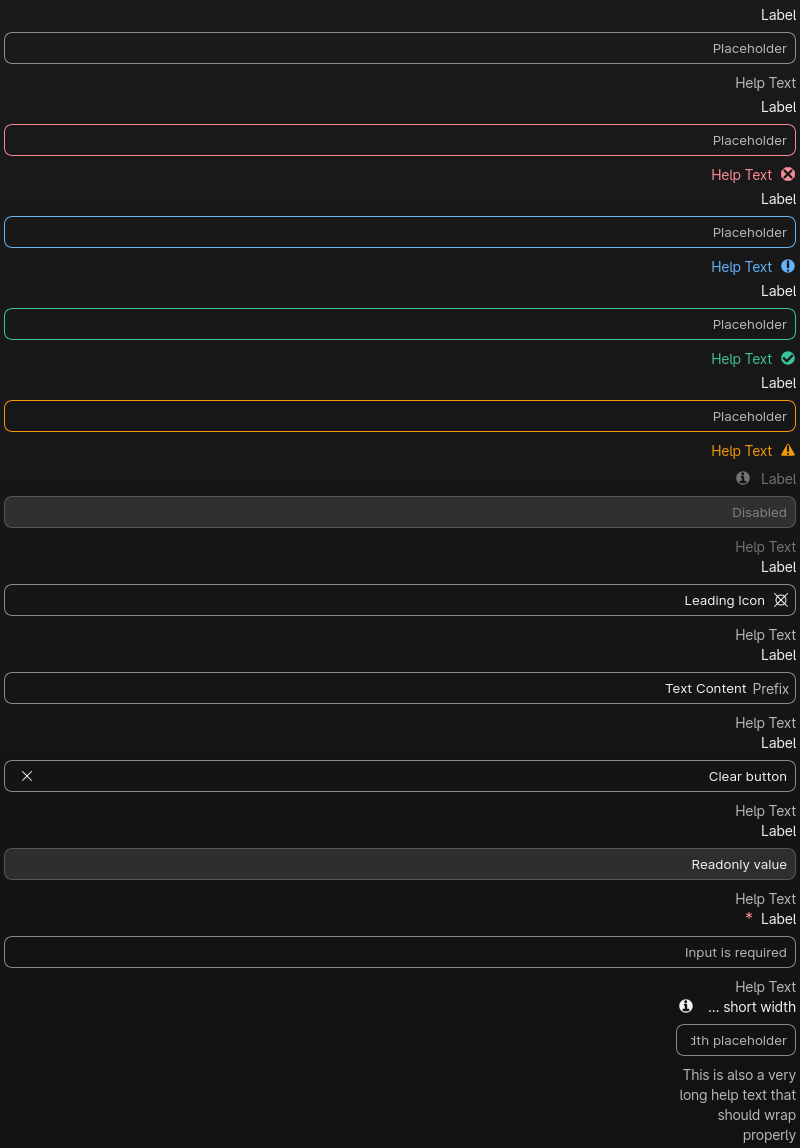 Label
Placeholder
Help Text
Label
Placeholder
Help Text
Label
Placeholder
Help Text
Label
Placeholder
Help Text
Label
Placeholder
Help Text
Label
Disabled
Help Text
Label
Leading Icon
Help Text
Label
Text Content Prefix
Help Text
Label
Clear button
Help Text
Label
Readonly value
Help Text
* Label
Input is required
Help Text
... short width
placeholder
This is also a very
long help text that
should wrap
properly